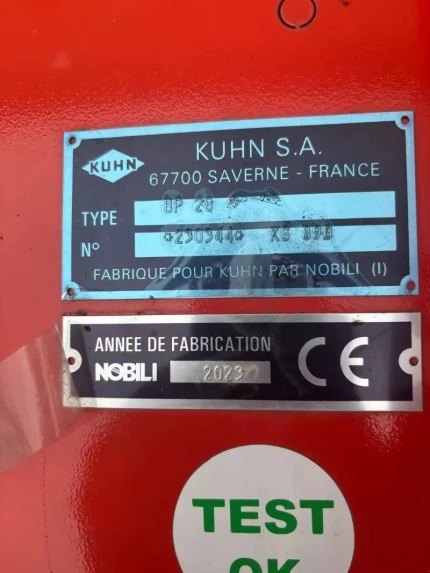 KUHN
KUHN S.A.
67700 SAVERNE - FRANCE
TYPE BP 28
N° *230344* KG 890
FABRIQUE POUR KUHN PAR NOBILI (I)
ANNEE DE FABRICATION
NOBILI 2023
CE
TEST
OK